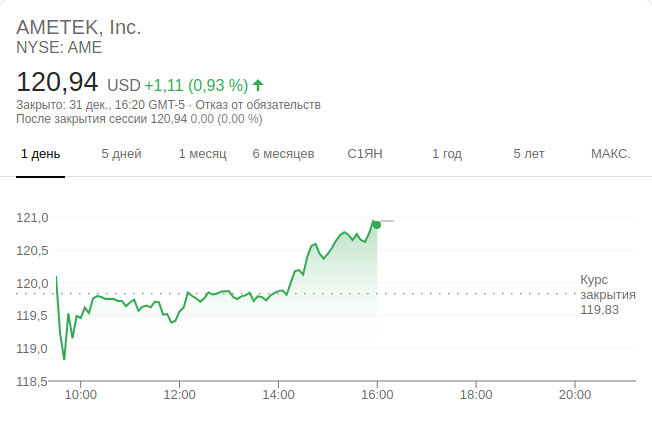 AMETEK, Inc.
NYSE: AME
120,94 USD +1,11 (0,93 %)
Закрыто: 31 дек., 16:20 GMT-5 · Отказ от обязательств
После закрытия сессии 120,94 0,00 (0,00 %)
1 день 5 дней 1 месяц 6 месяцев С1ЯН 1 год 5 лет МАКС.
121,0
120,5
120,0
119,5
119,0
118,5
Курс
закрытия
119,83
10:00 12:00 14:00 16:00 18:00 20:00